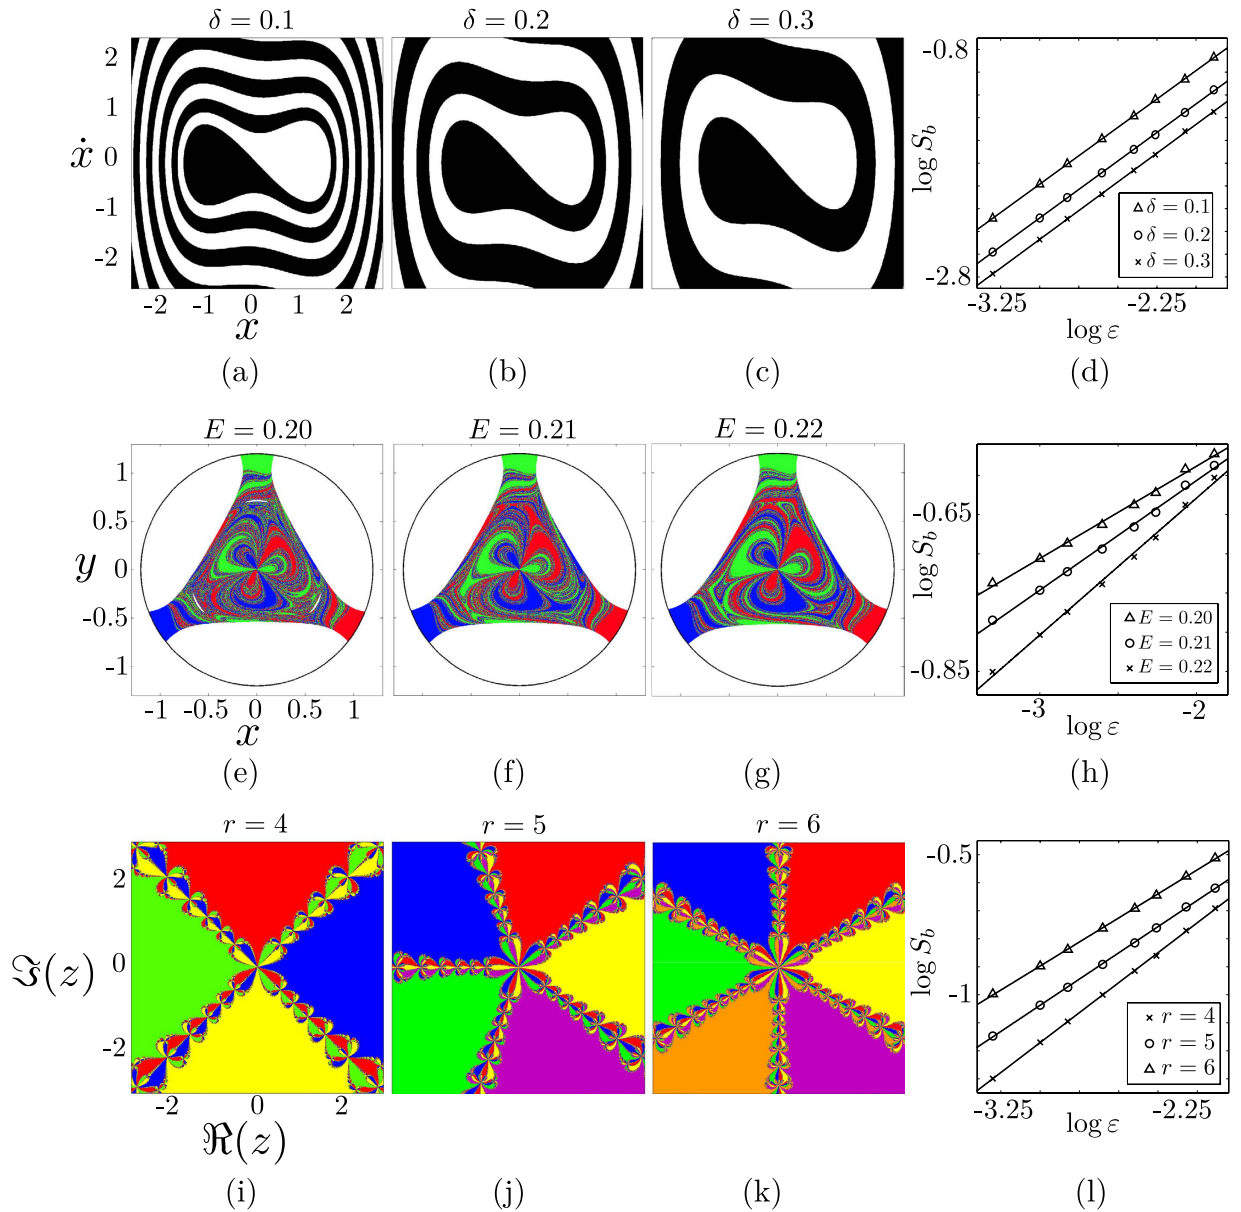 δ = 0.1 δ = 0.2 δ = 0.3
2
1
0
-1
-2
ẋ
-2 -1 0 1 2
x
-0.8
-2.8
log S_b
δ = 0.1
δ = 0.2
δ = 0.3
-3.25 -2.25
log ε
(a) (b) (c) (d)
E = 0.20 E = 0.21 E = 0.22
1
0.5
0
-0.5
-1
y
-1 -0.5 0 0.5 1
x
-0.65
-0.85
log S_b
E = 0.20
E = 0.21
E = 0.22
-3 -2
log ε
(e) (f) (g) (h)
r = 4 r = 5 r = 6
2
0
-2
ℑ(z)
-2 0 2
ℜ(z)
-0.5
-1
log S_b
r = 4
r = 5
r = 6
-3.25 -2.25
log ε
(i) (j) (k) (l)